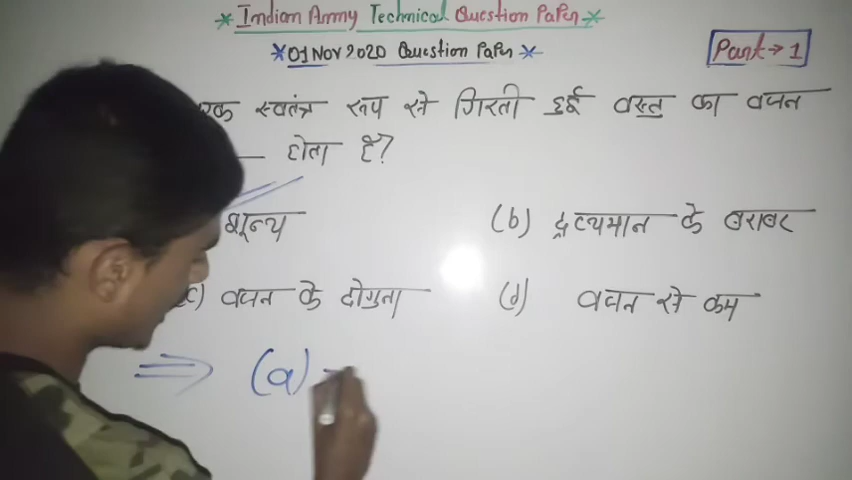 * Indian Army Technical Question Paper *
* 01 Nov 2020 Question Paper *
Part → 1
एक स्वतंत्र रूप से गिरती हुई वस्तु का वजन
___ होता है?
शून्य
(b) द्रव्यमान के बराबर
(c) वजन के दोगुना
(d) वजन से कम
⇒ (a)